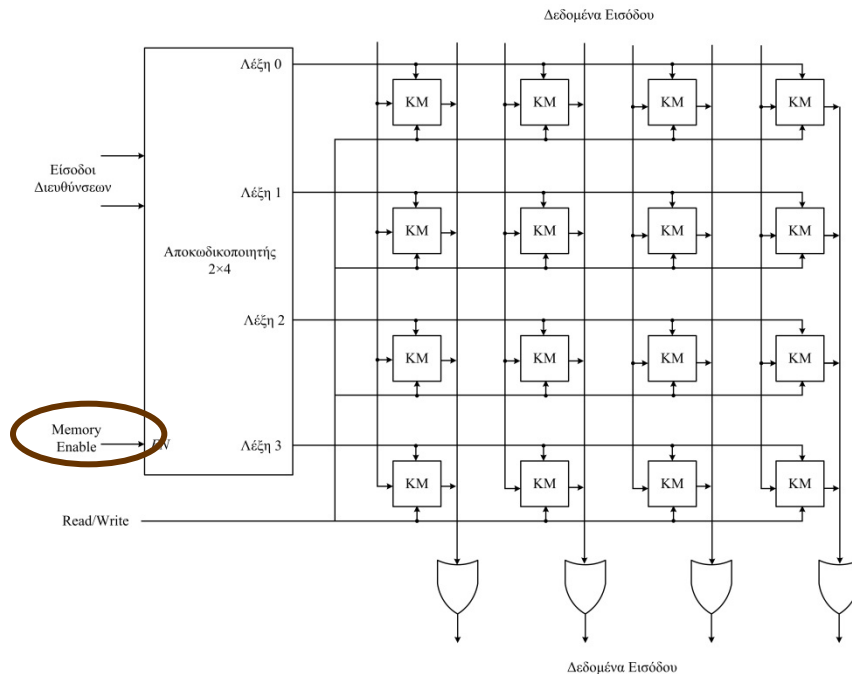 Δεδομένα Εισόδου
Λέξη 0
KM KM KM KM
Είσοδοι
Διευθύνσεων
Λέξη 1
KM KM KM KM
Αποκωδικοποιητής
2×4
Λέξη 2
KM KM KM KM
Memory
Enable
EN
Λέξη 3
KM KM KM KM
Read/Write
Δεδομένα Εισόδου